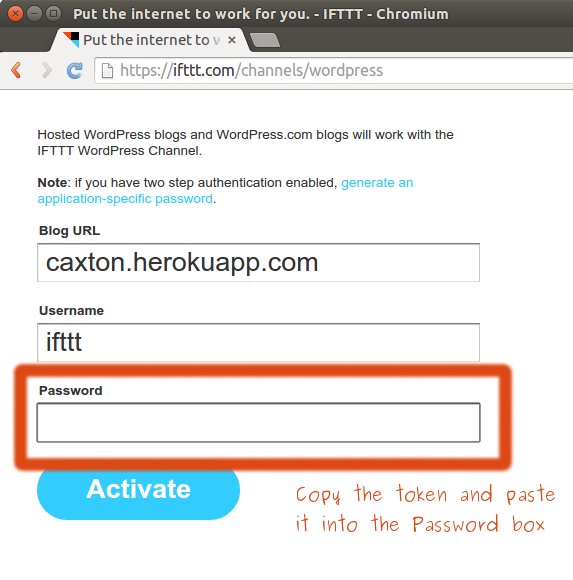 Put the internet to work for you. - IFTTT - Chromium
Put the internet to w
https://ifttt.com/channels/wordpress
Hosted WordPress blogs and WordPress.com blogs will work with the
IFTTT WordPress Channel.
Note: if you have two step authentication enabled, generate an
application-specific password.
Blog URL
caxton.herokuapp.com
Username
ifttt
Password
Activate
Copy the token and paste
it into the Password box